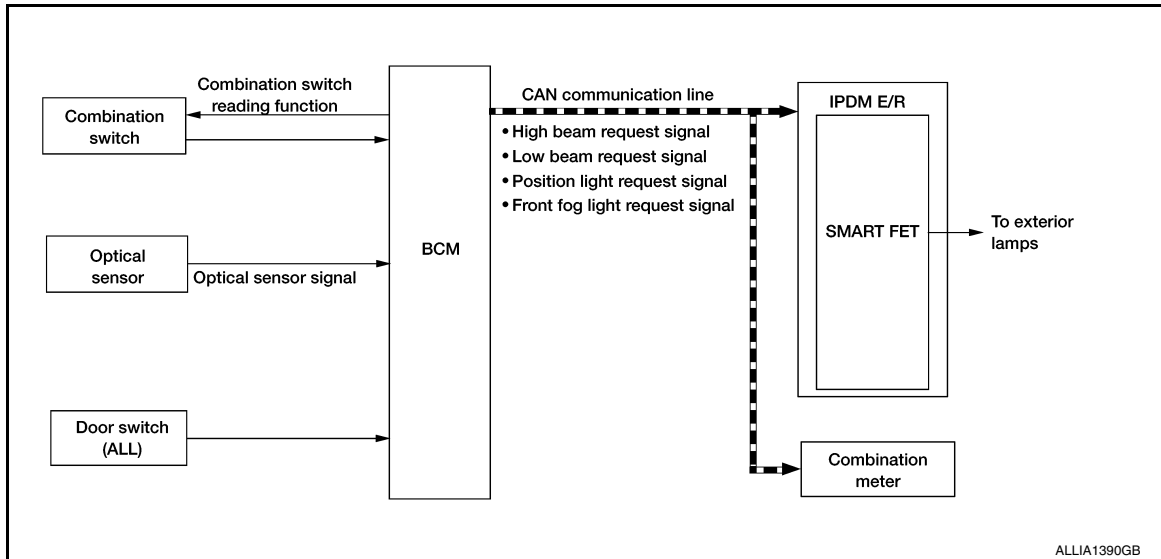 Combination switch
reading function
Combination
switch
CAN communication line
• High beam request signal
• Low beam request signal
• Position light request signal
• Front fog light request signal
IPDM E/R
SMART FET
To exterior
lamps
Optical
sensor
Optical sensor signal
BCM
Door switch
(ALL)
Combination
meter
ALLIA1390GB